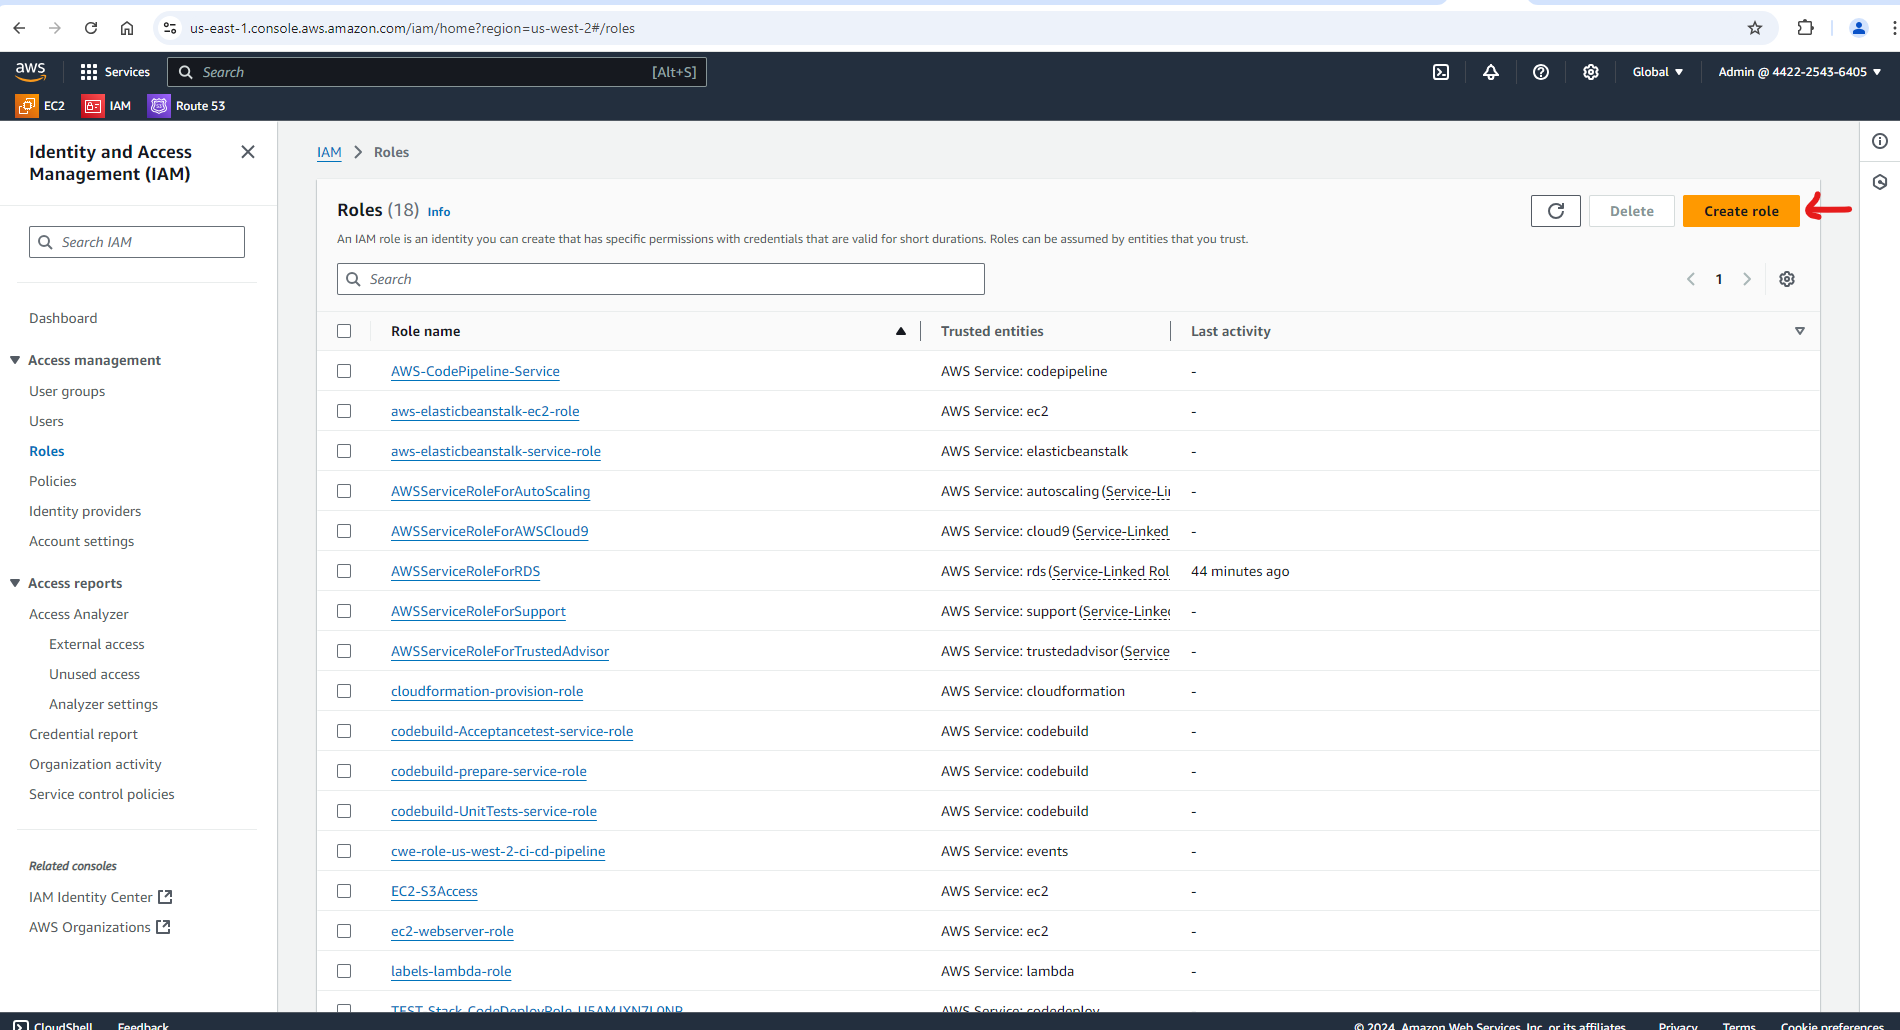 us-east-1.console.aws.amazon.com/iam/home?region=us-west-2#/roles
aws Services Search [Alt+S] Global Admin @ 4422-2543-6405
EC2 IAM Route 53
Identity and Access
Management (IAM)
Search IAM
Dashboard
Access management
User groups
Users
Roles
Policies
Identity providers
Account settings
Access reports
Access Analyzer
External access
Unused access
Analyzer settings
Credential report
Organization activity
Service control policies
Related consoles
IAM Identity Center
AWS Organizations
IAM > Roles
Roles (18) Info
Delete Create role
An IAM role is an identity you can create that has specific permissions with credentials that are valid for short durations. Roles can be assumed by entities that you trust.
Search
1
Role name Trusted entities Last activity
AWS-CodePipeline-Service AWS Service: codepipeline -
aws-elasticbeanstalk-ec2-role AWS Service: ec2 -
aws-elasticbeanstalk-service-role AWS Service: elasticbeanstalk -
AWSServiceRoleForAutoScaling AWS Service: autoscaling (Service-Li -
AWSServiceRoleForAWSCloud9 AWS Service: cloud9 (Service-Linked -
AWSServiceRoleForRDS AWS Service: rds (Service-Linked Rol 44 minutes ago
AWSServiceRoleForSupport AWS Service: support (Service-Linke -
AWSServiceRoleForTrustedAdvisor AWS Service: trustedadvisor (Service -
cloudformation-provision-role AWS Service: cloudformation -
codebuild-Acceptancetest-service-role AWS Service: codebuild -
codebuild-prepare-service-role AWS Service: codebuild -
codebuild-UnitTests-service-role AWS Service: codebuild -
cwe-role-us-west-2-ci-cd-pipeline AWS Service: events -
EC2-S3Access AWS Service: ec2 -
ec2-webserver-role AWS Service: ec2 -
labels-lambda-role AWS Service: lambda -
AWS Service: codedeploy
CloudShell Feedback © 2024, Amazon Web Services, Inc. or its affiliates. Privacy Terms Cookie preferences